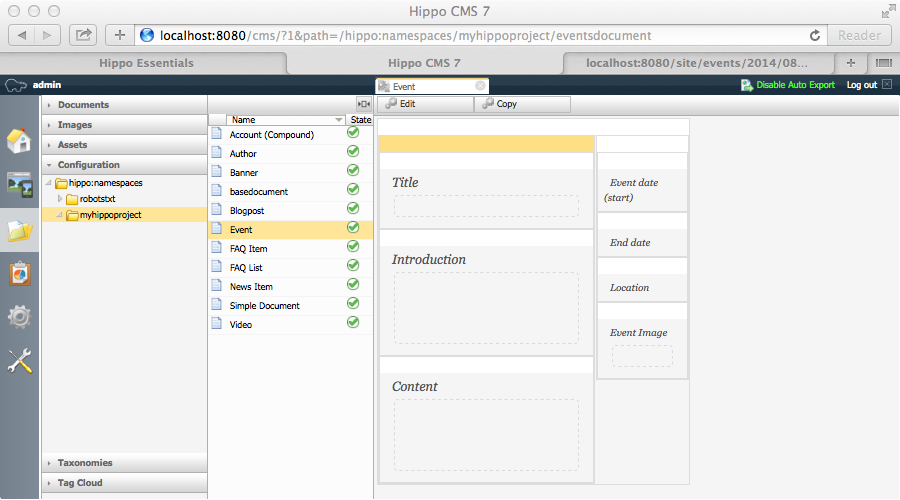 Hippo CMS 7
localhost:8080/cms/?1&path=/hippo:namespaces/myhippoproject/eventsdocument
Reader
Hippo Essentials
Hippo CMS 7
localhost:8080/site/events/2014/08...
admin
Event
Disable Auto Export
Log out
Documents
Images
Assets
Configuration
hippo:namespaces
robotstxt
myhippoproject
Taxonomies
Tag Cloud
Name
State
Account (Compound)
Author
Banner
basedocument
Blogpost
Event
FAQ Item
FAQ List
News Item
Simple Document
Video
Edit
Copy
Title
Introduction
Content
Event date
(start)
End date
Location
Event Image